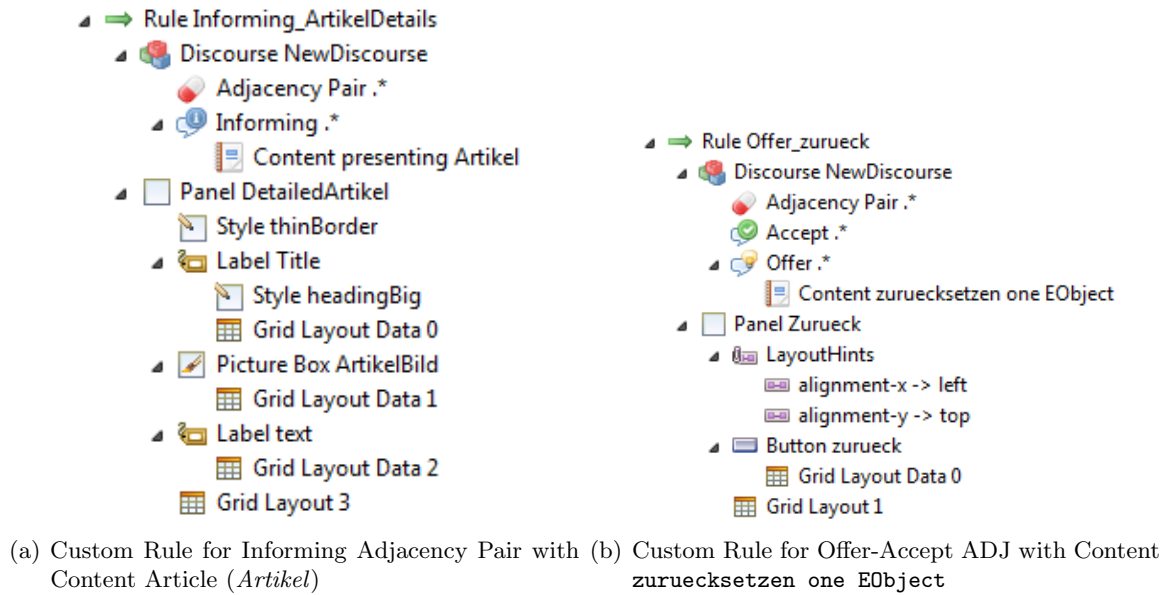 Rule Informing_ArtikelDetails
Discourse NewDiscourse
Adjacency Pair .*
Informing .*
Content presenting Artikel
Panel DetailedArtikel
Style thinBorder
Label Title
Style headingBig
Grid Layout Data 0
Picture Box ArtikelBild
Grid Layout Data 1
Label text
Grid Layout Data 2
Grid Layout 3
(a) Custom Rule for Informing Adjacency Pair with
Content Article (Artikel)
Rule Offer_zurueck
Discourse NewDiscourse
Adjacency Pair .*
Accept .*
Offer .*
Content zuruecksetzen one EObject
Panel Zurueck
LayoutHints
alignment-x -> left
alignment-y -> top
Button zurueck
Grid Layout Data 0
Grid Layout 1
(b) Custom Rule for Offer-Accept ADJ with Content
zuruecksetzen one EObject